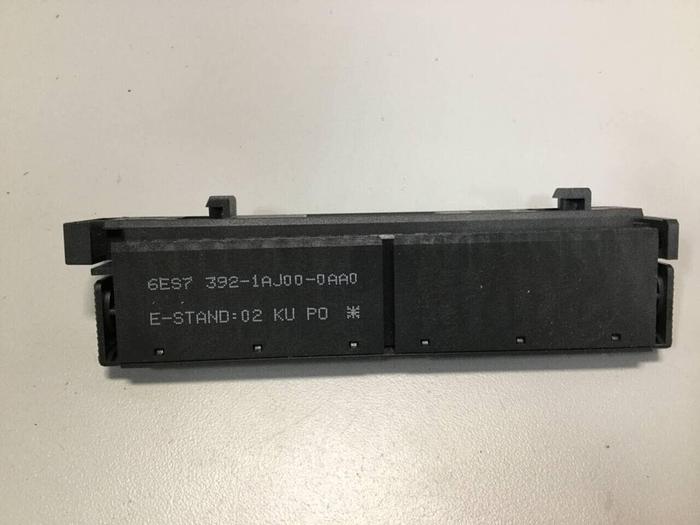 6ES7 392-1AJ00-0AA0
E-STAND:02 KU PO ⚹